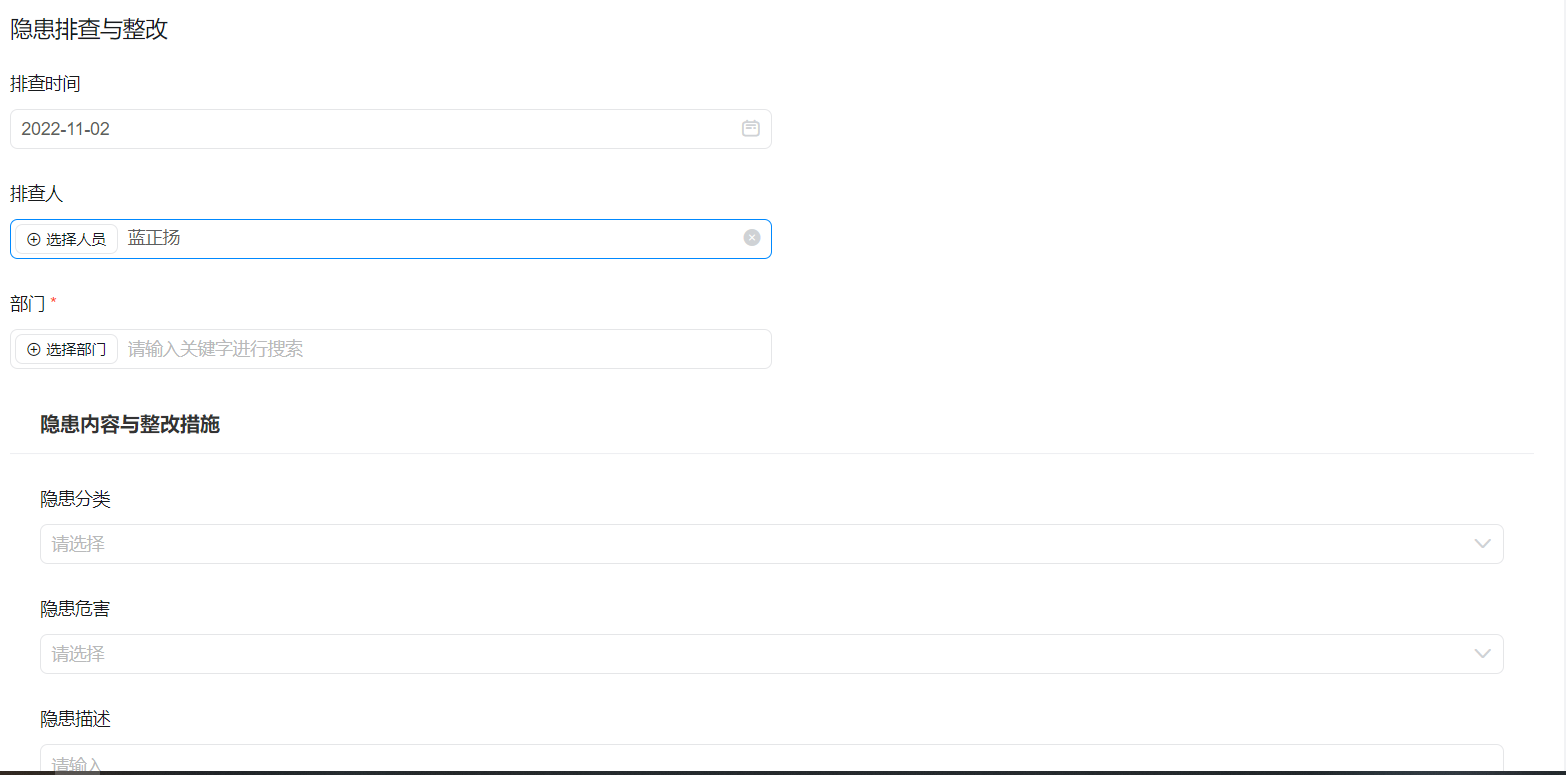 隐患排查与整改
排查时间
2022-11-02
排查人
选择人员 蓝正扬
部门 *
选择部门 请输入关键字进行搜索
隐患内容与整改措施
隐患分类
请选择
隐患危害
请选择
隐患描述
请输入